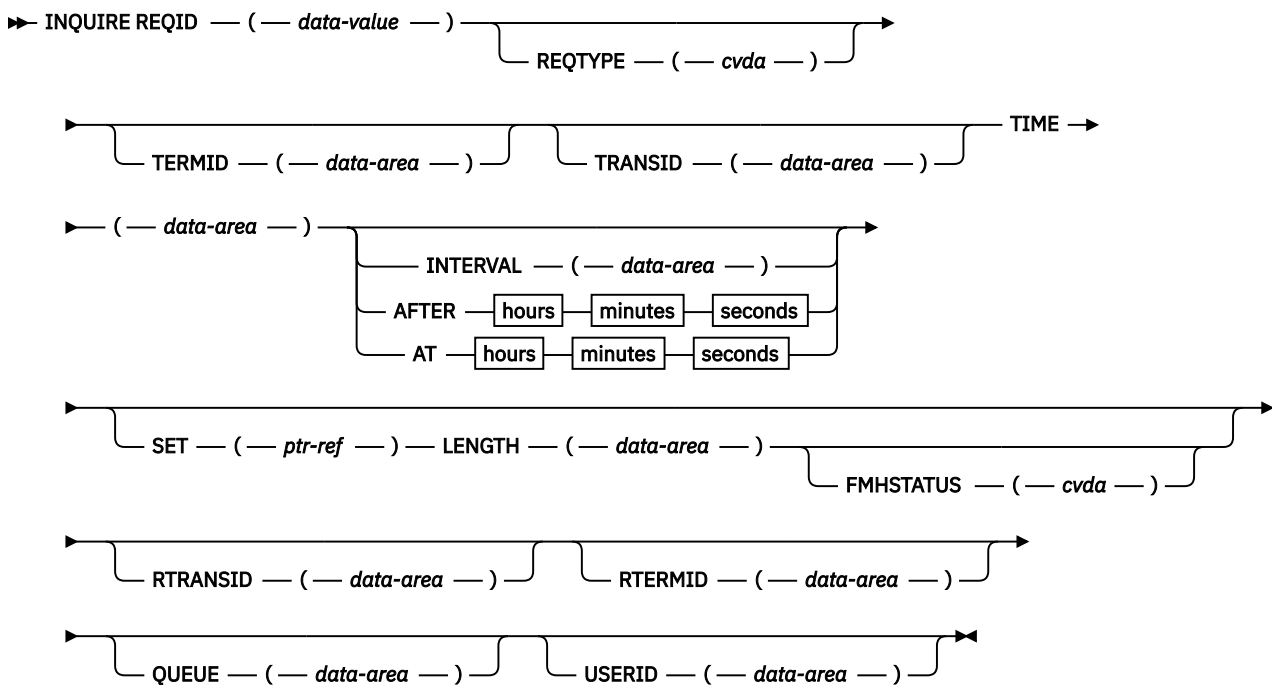 INQUIRE REQID ( data-value )
REQTYPE ( cvda )
TIME
TERMID ( data-area ) TRANSID ( data-area )
( data-area )
INTERVAL ( data-area )
AFTER hours minutes seconds
AT hours minutes seconds
SET ( ptr-ref ) LENGTH ( data-area )
FMHSTATUS ( cvda )
RTRANSID ( data-area ) RTERMID ( data-area )
QUEUE ( data-area ) USERID ( data-area )